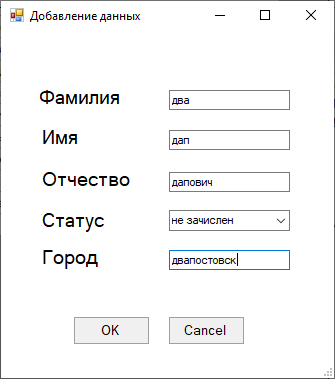 Добавление данных
Фамилия два
Имя дап
Отчество дапович
Статус не зачислен
Город двапостовск
OK Cancel